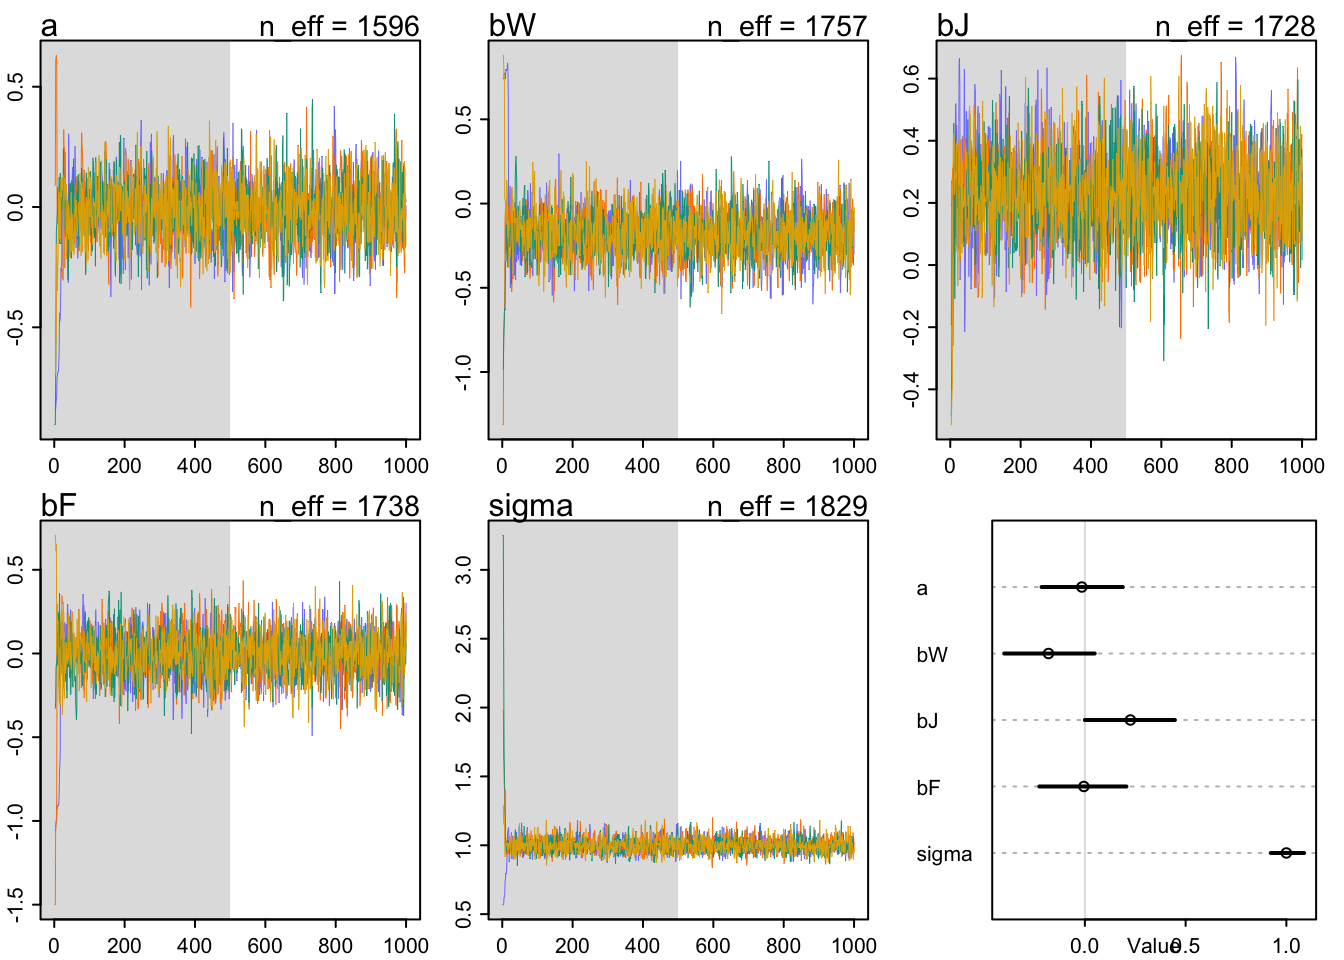 a n_eff = 1596
0.5
0.0
-0.5
0 200 400 600 800 1000
bW n_eff = 1757
0.5
0.0
-0.5
-1.0
0 200 400 600 800 1000
bJ n_eff = 1728
0.6
0.4
0.2
0.0
-0.2
-0.4
0 200 400 600 800 1000
bF n_eff = 1738
0.5
0.0
-0.5
-1.0
-1.5
0 200 400 600 800 1000
sigma n_eff = 1829
3.0
2.5
2.0
1.5
1.0
0.5
0 200 400 600 800 1000
a
bW
bJ
bF
sigma
0.0 0.5 1.0
Value